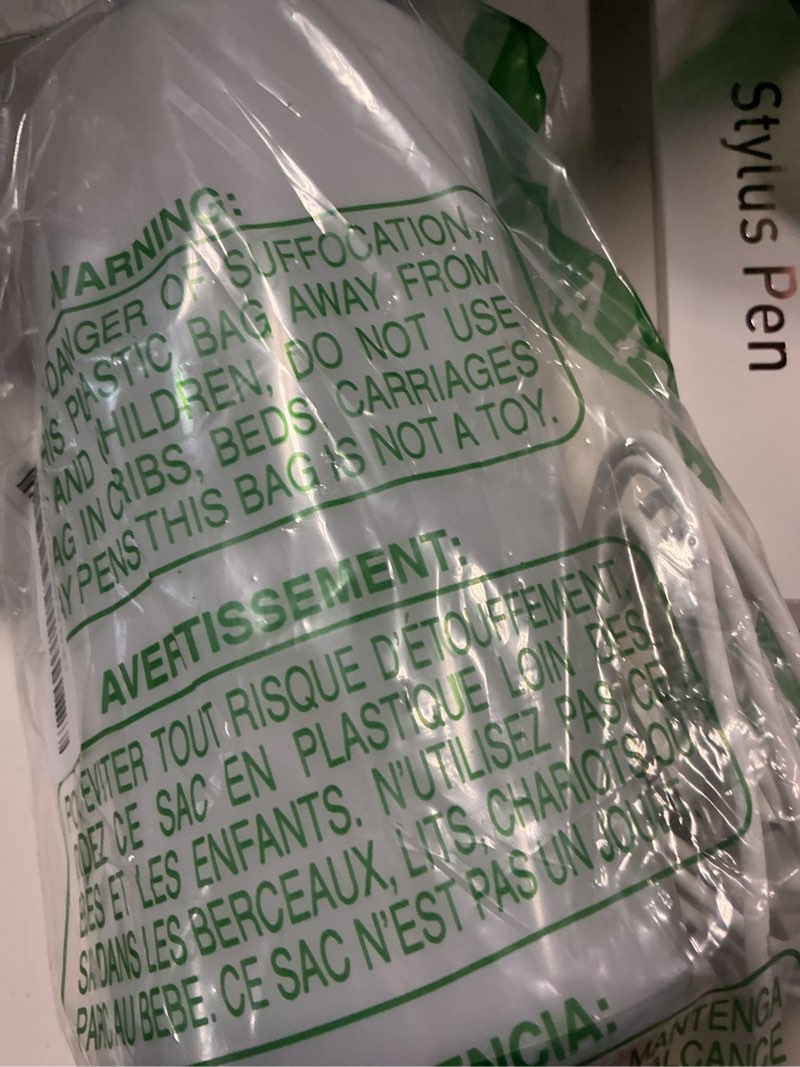 WARNING:
DANGER OF SUFFOCATION,
PLASTIC BAG AWAY FROM
AND CHILDREN, DO NOT USE
IN CRIBS, BEDS, CARRIAGES
PENS THIS BAG IS NOT A TOY.
AVERTISSEMENT:
EVITER TOUT RISQUE D'ÉTOUFFEMENT,
CE SAC EN PLASTIQUE LOIN DES
ET LES ENFANTS. N'UTILISEZ PAS CE
DANS LES BERCEAUX, LITS, CHARIOTS OU
PARC AU BEBE. CE SAC N'EST PAS UN JOUET.
ENCIA:
MANTENGA
ALCANCE
Stylus Pen